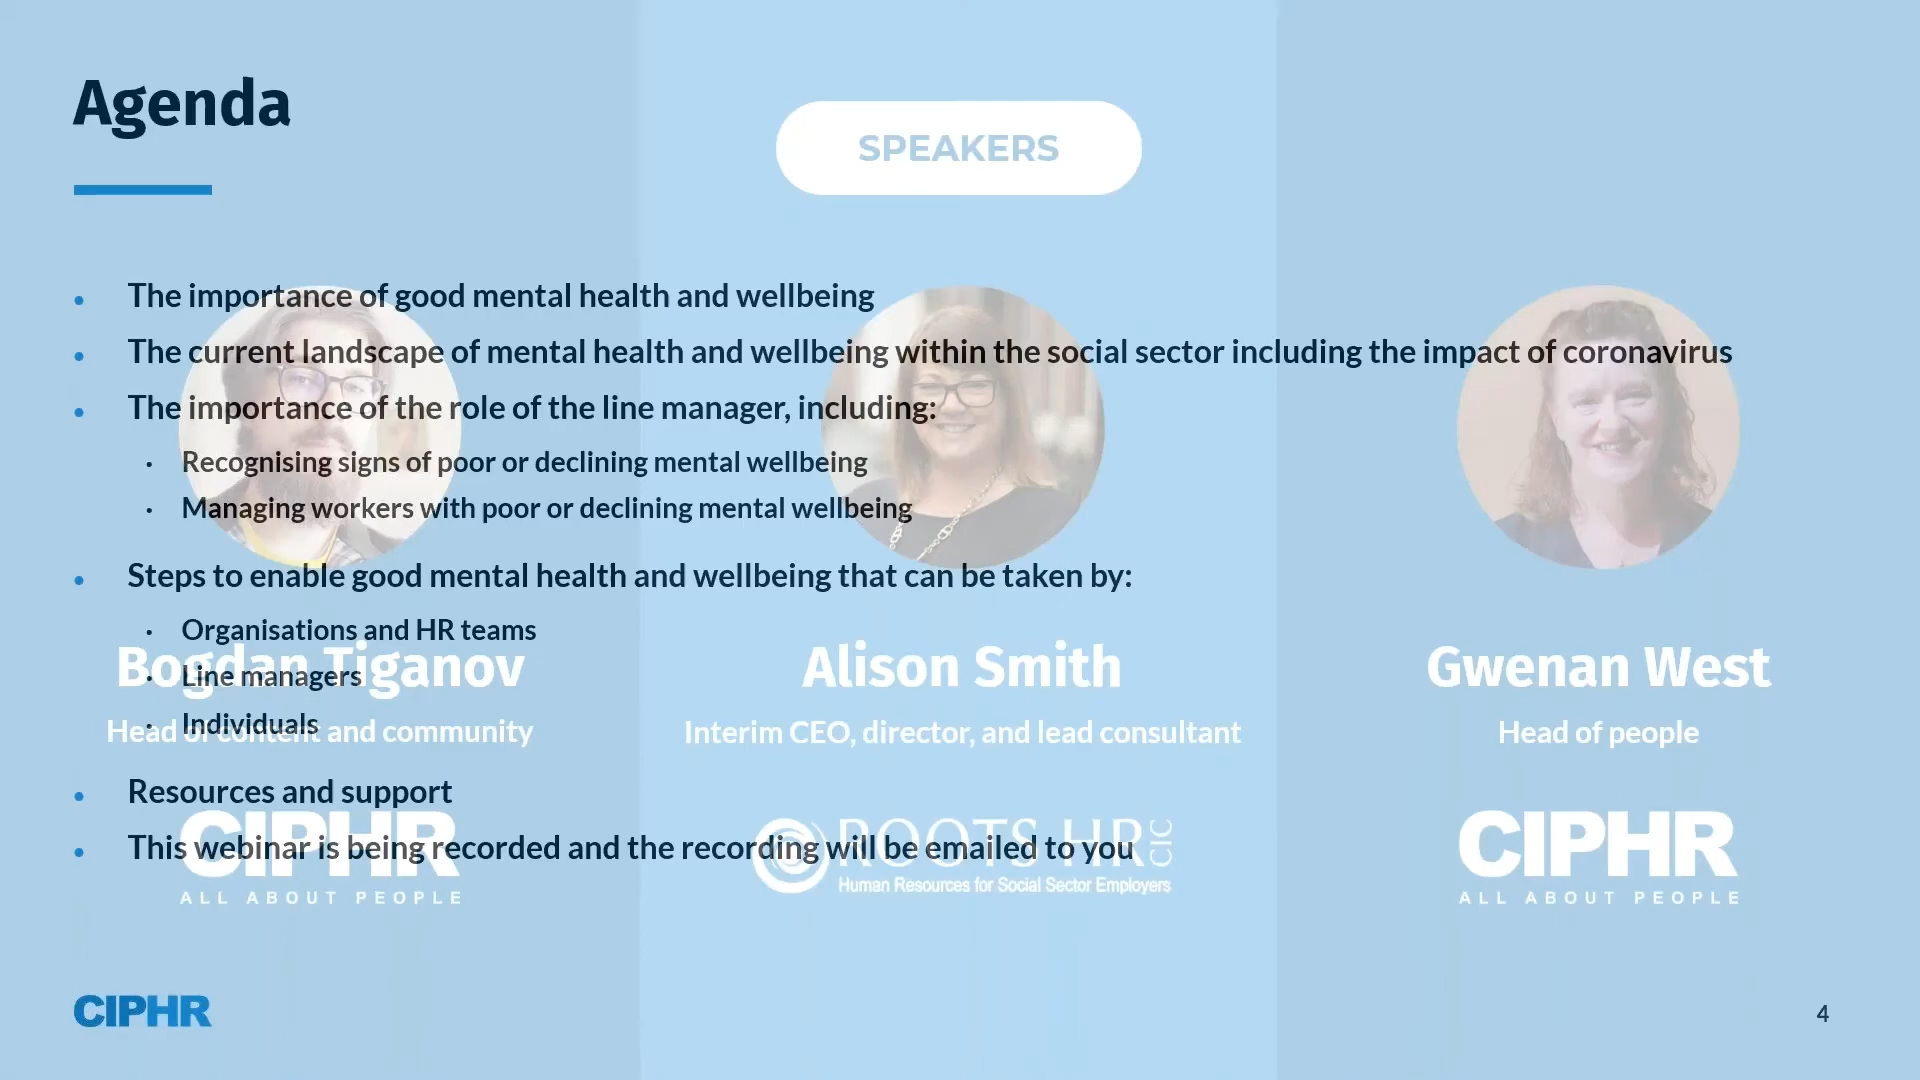 Agenda
SPEAKERS
The importance of good mental health and wellbeing
The current landscape of mental health and wellbeing within the social sector including the impact of coronavirus
The importance of the role of the line manager, including:
Recognising signs of poor or declining mental wellbeing
Managing workers with poor or declining mental wellbeing
Steps to enable good mental health and wellbeing that can be taken by:
Organisations and HR teams
Line managers
Individuals
Resources and support
This webinar is being recorded and the recording will be emailed to you
Bogdan Tiganov
Head of content and community
CIPHR
ALL ABOUT PEOPLE
Alison Smith
Interim CEO, director, and lead consultant
ROOTS HR CIC
Human Resources for Social Sector Employers
Gwenan West
Head of people
CIPHR
ALL ABOUT PEOPLE
CIPHR
4